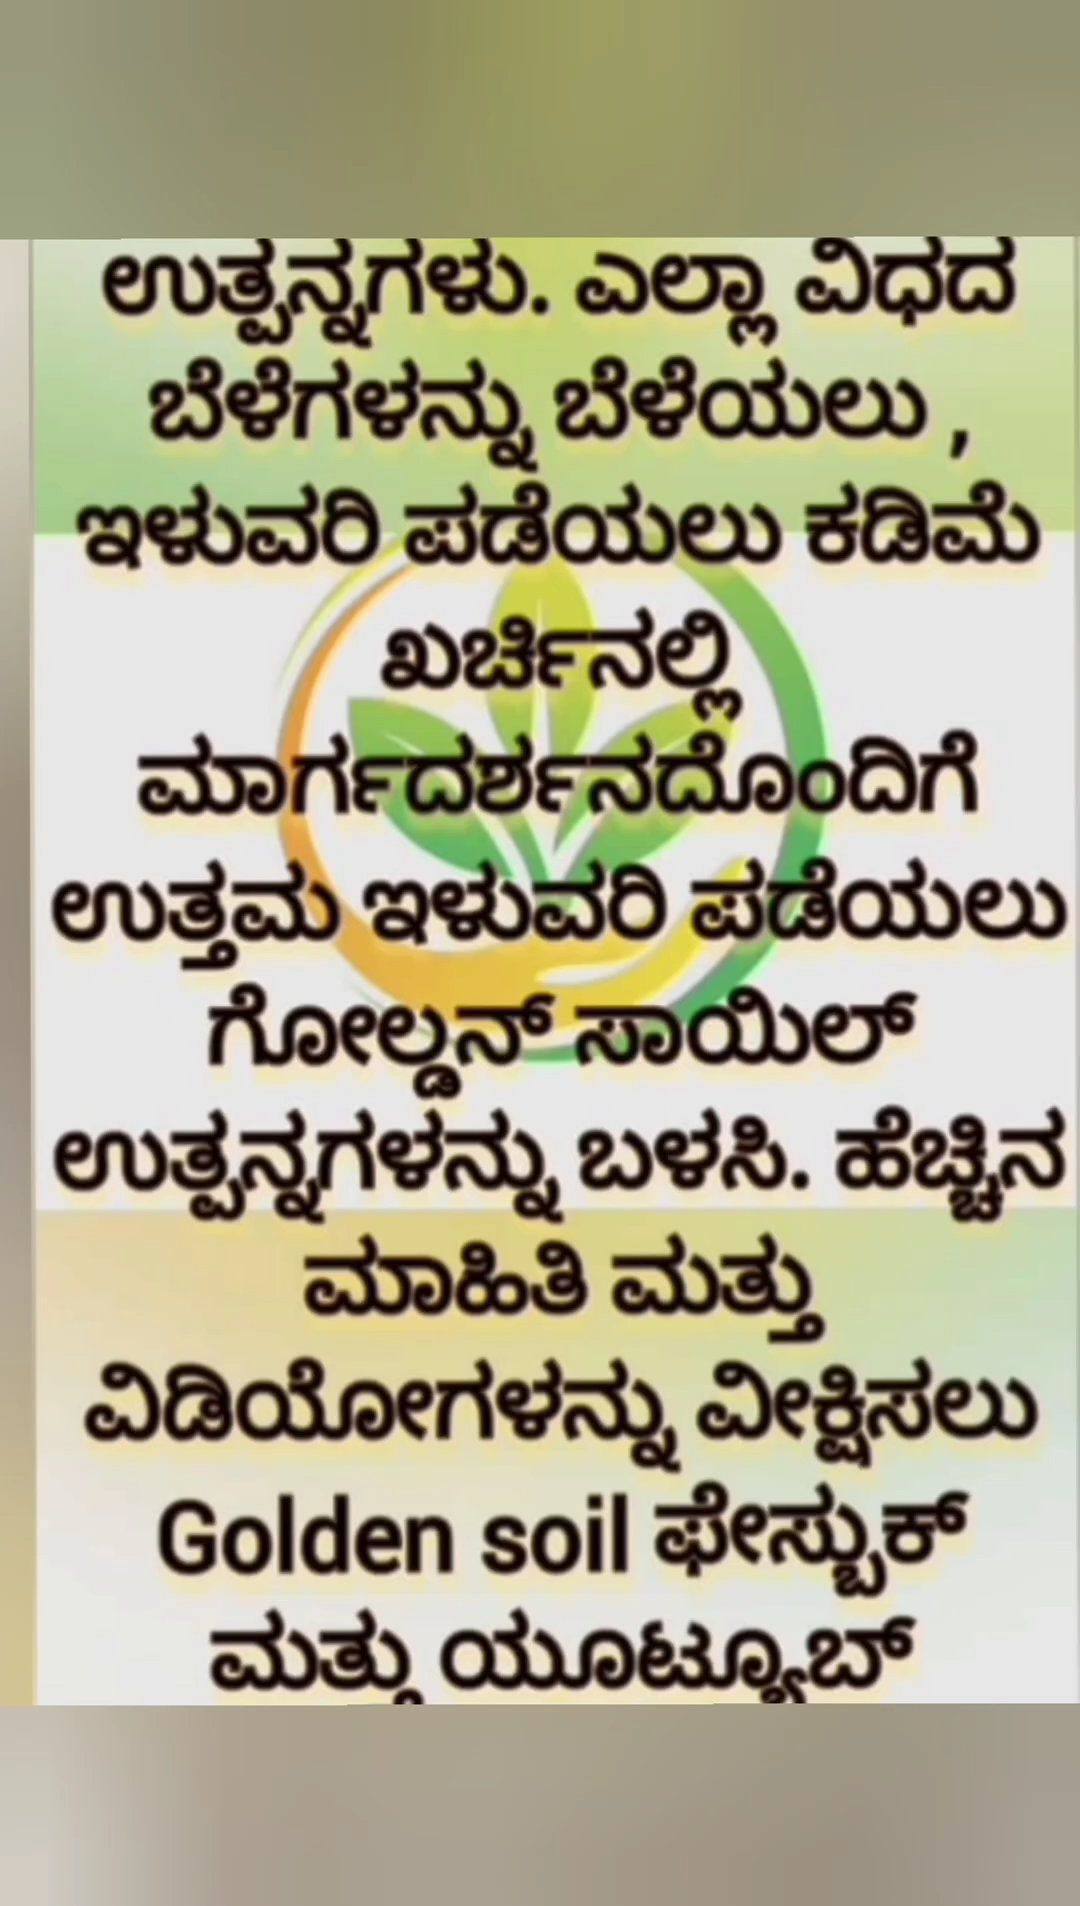 ಉತ್ಪನ್ನಗಳು. ಎಲ್ಲಾ ವಿಧದ
ಬೆಳೆಗಳನ್ನು ಬೆಳೆಯಲು ,
ಇಳುವರಿ ಪಡೆಯಲು ಕಡಿಮೆ
ಖರ್ಚಿನಲ್ಲಿ
ಮಾರ್ಗದರ್ಶನದೊಂದಿಗೆ
ಉತ್ತಮ ಇಳುವರಿ ಪಡೆಯಲು
ಗೋಲ್ಡನ್ ಸಾಯಿಲ್
ಉತ್ಪನ್ನಗಳನ್ನು ಬಳಸಿ. ಹೆಚ್ಚಿನ
ಮಾಹಿತಿ ಮತ್ತು
ವಿಡಿಯೋಗಳನ್ನು ವೀಕ್ಷಿಸಲು
Golden soil ಫೇಸ್ಬುಕ್
ಮತ್ತು ಯೂಟ್ಯೂಬ್